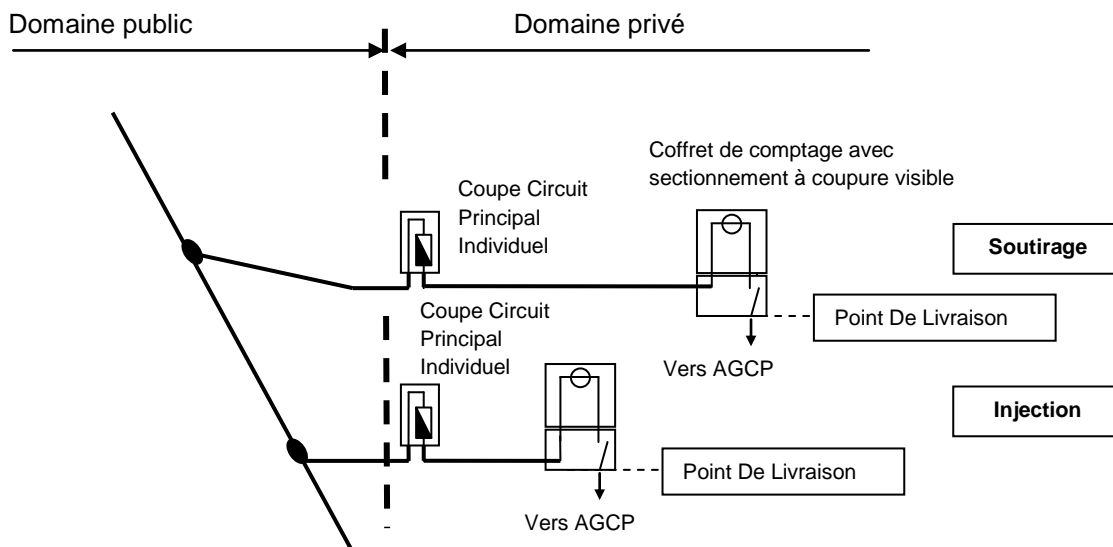 Domaine public
Domaine privé
Coffret de comptage avec
sectionnement à coupure visible
Coupe Circuit
Principal
Individuel
Soutirage
Point De Livraison
Vers AGCP
Coupe Circuit
Principal
Individuel
Injection
Point De Livraison
Vers AGCP